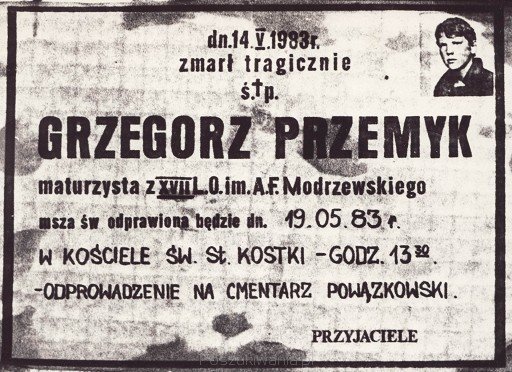 dn. 14. V. 1983r.
zmarł tragicznie
ś.†p.
GRZEGORZ PRZEMYK
maturzysta z XVII L.O. im. A.F. Modrzewskiego
msza św odprawiona będzie dn. 19.05.83 r.
W KOŚCIELE ŚW. St. KOSTKI - GODZ. 13 30.
- ODPROWADZENIE NA CMENTARZ POWĄZKOWSKI.
PRZYJACIELE